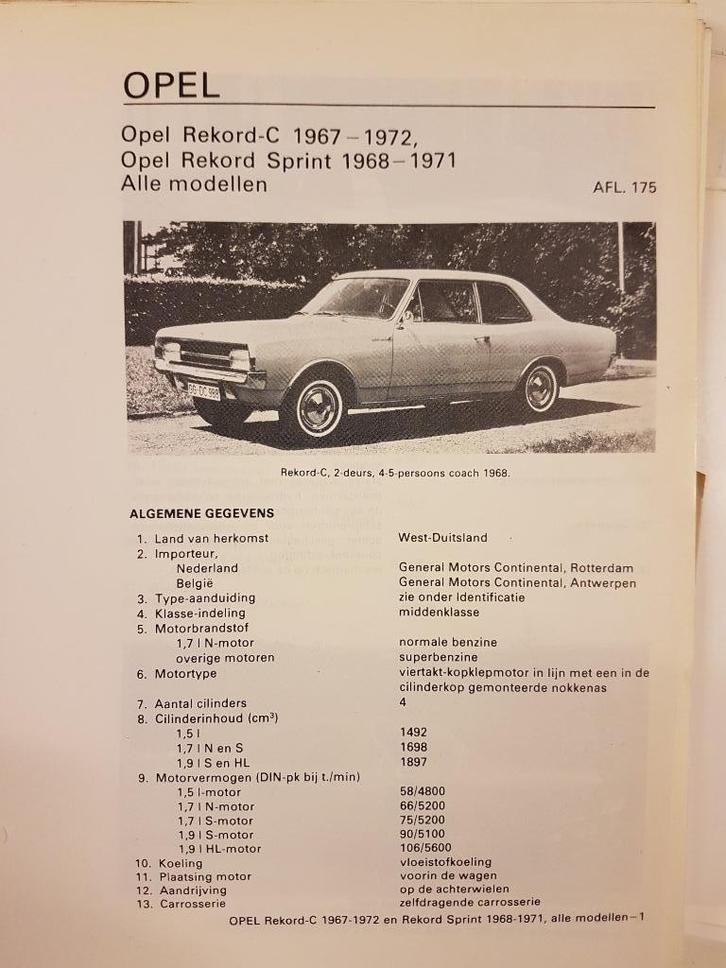 OPEL
Opel Rekord-C 1967–1972,
Opel Rekord Sprint 1968–1971
Alle modellen AFL. 175
Rekord-C, 2-deurs, 4-5-persoons coach 1968.
ALGEMENE GEGEVENS
1. Land van herkomst West-Duitsland
2. Importeur,
Nederland General Motors Continental, Rotterdam
België General Motors Continental, Antwerpen
3. Type-aanduiding zie onder Identificatie
4. Klasse-indeling middenklasse
5. Motorbrandstof
1,7 l N-motor normale benzine
overige motoren superbenzine
6. Motortype viertakt-kopklepmotor in lijn met een in de
cilinderkop gemonteerde nokkenas
7. Aantal cilinders 4
8. Cilinderinhoud (cm³)
1,5 l 1492
1,7 l N en S 1698
1,9 l S en HL 1897
9. Motorvermogen (DIN-pk bij t./min)
1,5 l-motor 58/4800
1,7 l N-motor 66/5200
1,7 l S-motor 75/5200
1,9 l S-motor 90/5100
1,9 l HL-motor 106/5600
10. Koeling vloeistofkoeling
11. Plaatsing motor voorin de wagen
12. Aandrijving op de achterwielen
13. Carrosserie zelfdragende carrosserie
OPEL Rekord-C 1967-1972 en Rekord Sprint 1968-1971, alle modellen–1